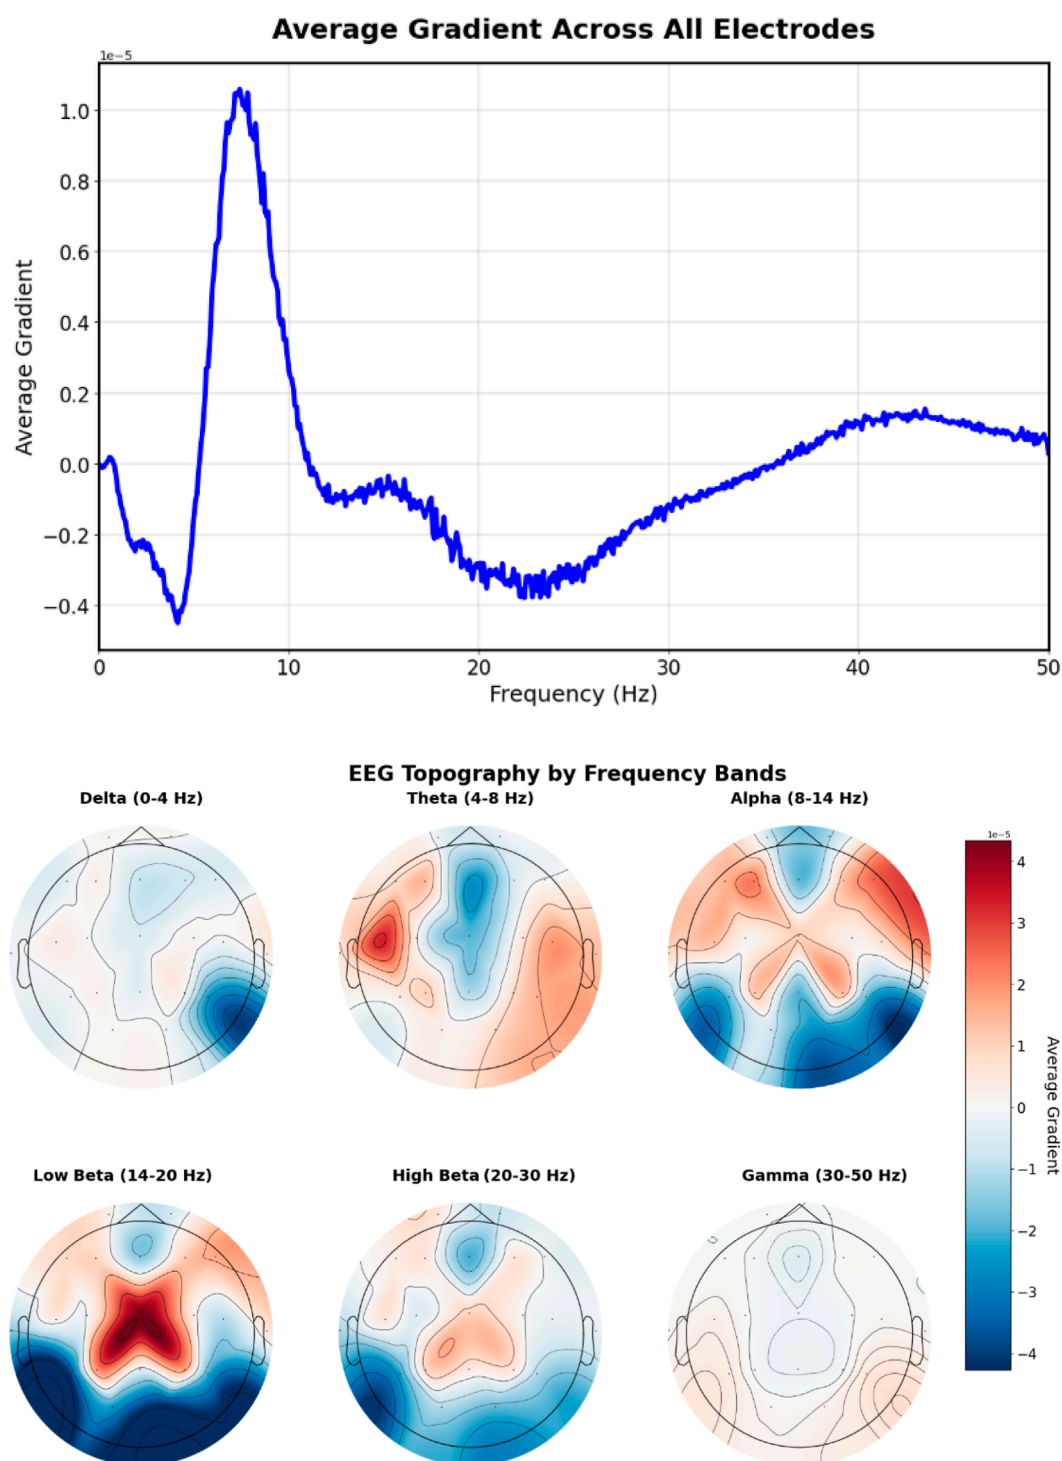 Average Gradient Across All Electrodes
1e−5
1.0
0.8
0.6
0.4
0.2
0.0
−0.2
−0.4
Average Gradient
0 10 20 30 40 50
Frequency (Hz)
EEG Topography by Frequency Bands
Delta (0-4 Hz) Theta (4-8 Hz) Alpha (8-14 Hz)
Low Beta (14-20 Hz) High Beta (20-30 Hz) Gamma (30-50 Hz)
1e−5
4
3
2
1
0
−1
−2
−3
−4
Average Gradient